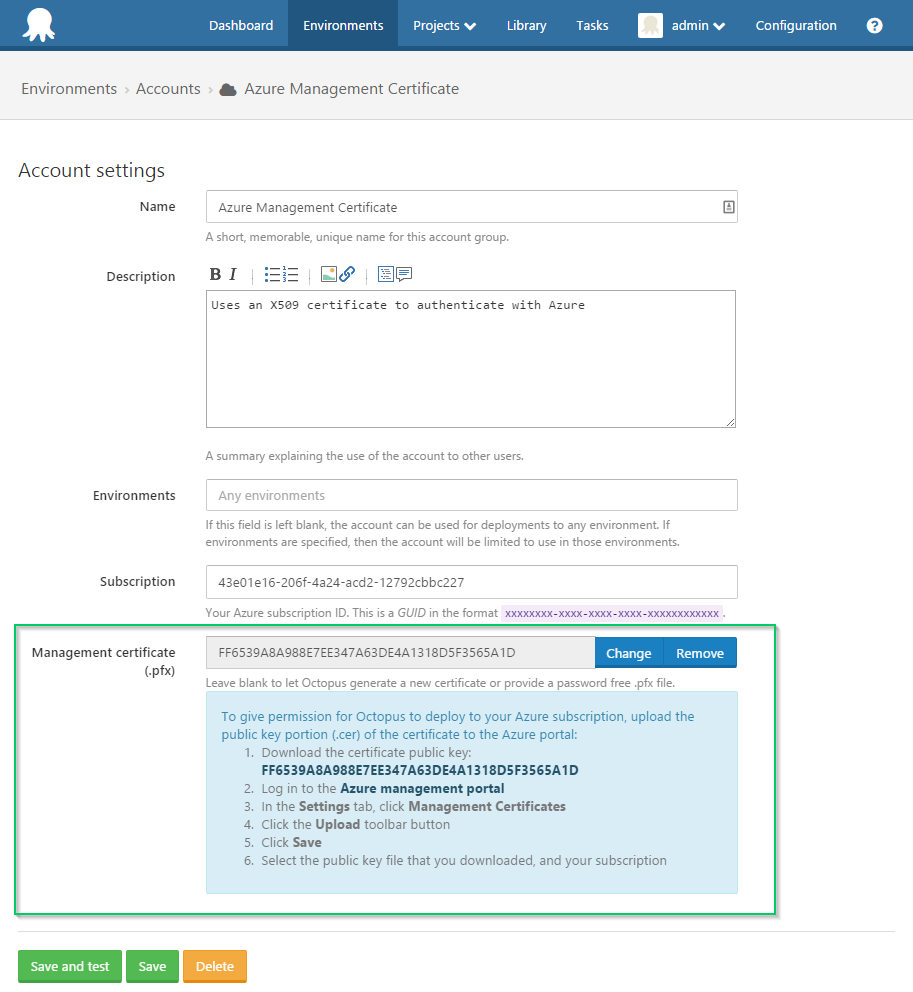 Dashboard Environments Projects Library Tasks admin Configuration ?
Environments › Accounts › Azure Management Certificate
Account settings
Name
Azure Management Certificate
A short, memorable, unique name for this account group.
Description
B I
Uses an X509 certificate to authenticate with Azure
A summary explaining the use of the account to other users.
Environments
Any environments
If this field is left blank, the account can be used for deployments to any environment. If
environments are specified, then the account will be limited to use in those environments.
Subscription
43e01e16-206f-4a24-acd2-12792cbbc227
Your Azure subscription ID. This is a GUID in the format xxxxxxxx-xxxx-xxxx-xxxx-xxxxxxxxxxxx.
Management certificate
(.pfx)
FF6539A8A988E7EE347A63DE4A1318D5F3565A1D Change Remove
Leave blank to let Octopus generate a new certificate or provide a password free .pfx file.
To give permission for Octopus to deploy to your Azure subscription, upload the
public key portion (.cer) of the certificate to the Azure portal:
1. Download the certificate public key:
FF6539A8A988E7EE347A63DE4A1318D5F3565A1D
2. Log in to the Azure management portal
3. In the Settings tab, click Management Certificates
4. Click the Upload toolbar button
5. Click Save
6. Select the public key file that you downloaded, and your subscription
Save and test Save Delete